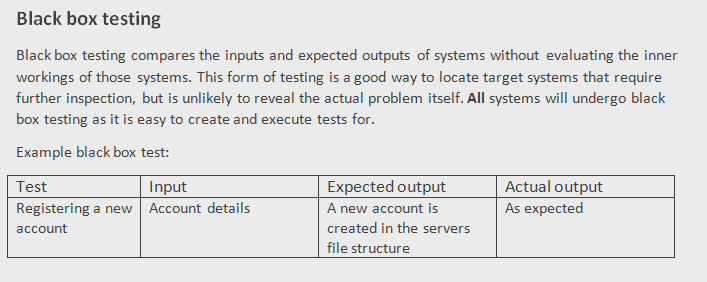 Black box testing
Black box testing compares the inputs and expected outputs of systems without evaluating the inner
workings of those systems. This form of testing is a good way to locate target systems that require
further inspection, but is unlikely to reveal the actual problem itself. All systems will undergo black
box testing as it is easy to create and execute tests for.
Example black box test:
Test Input Expected output Actual output
Registering a new Account details A new account is As expected
account created in the servers
file structure